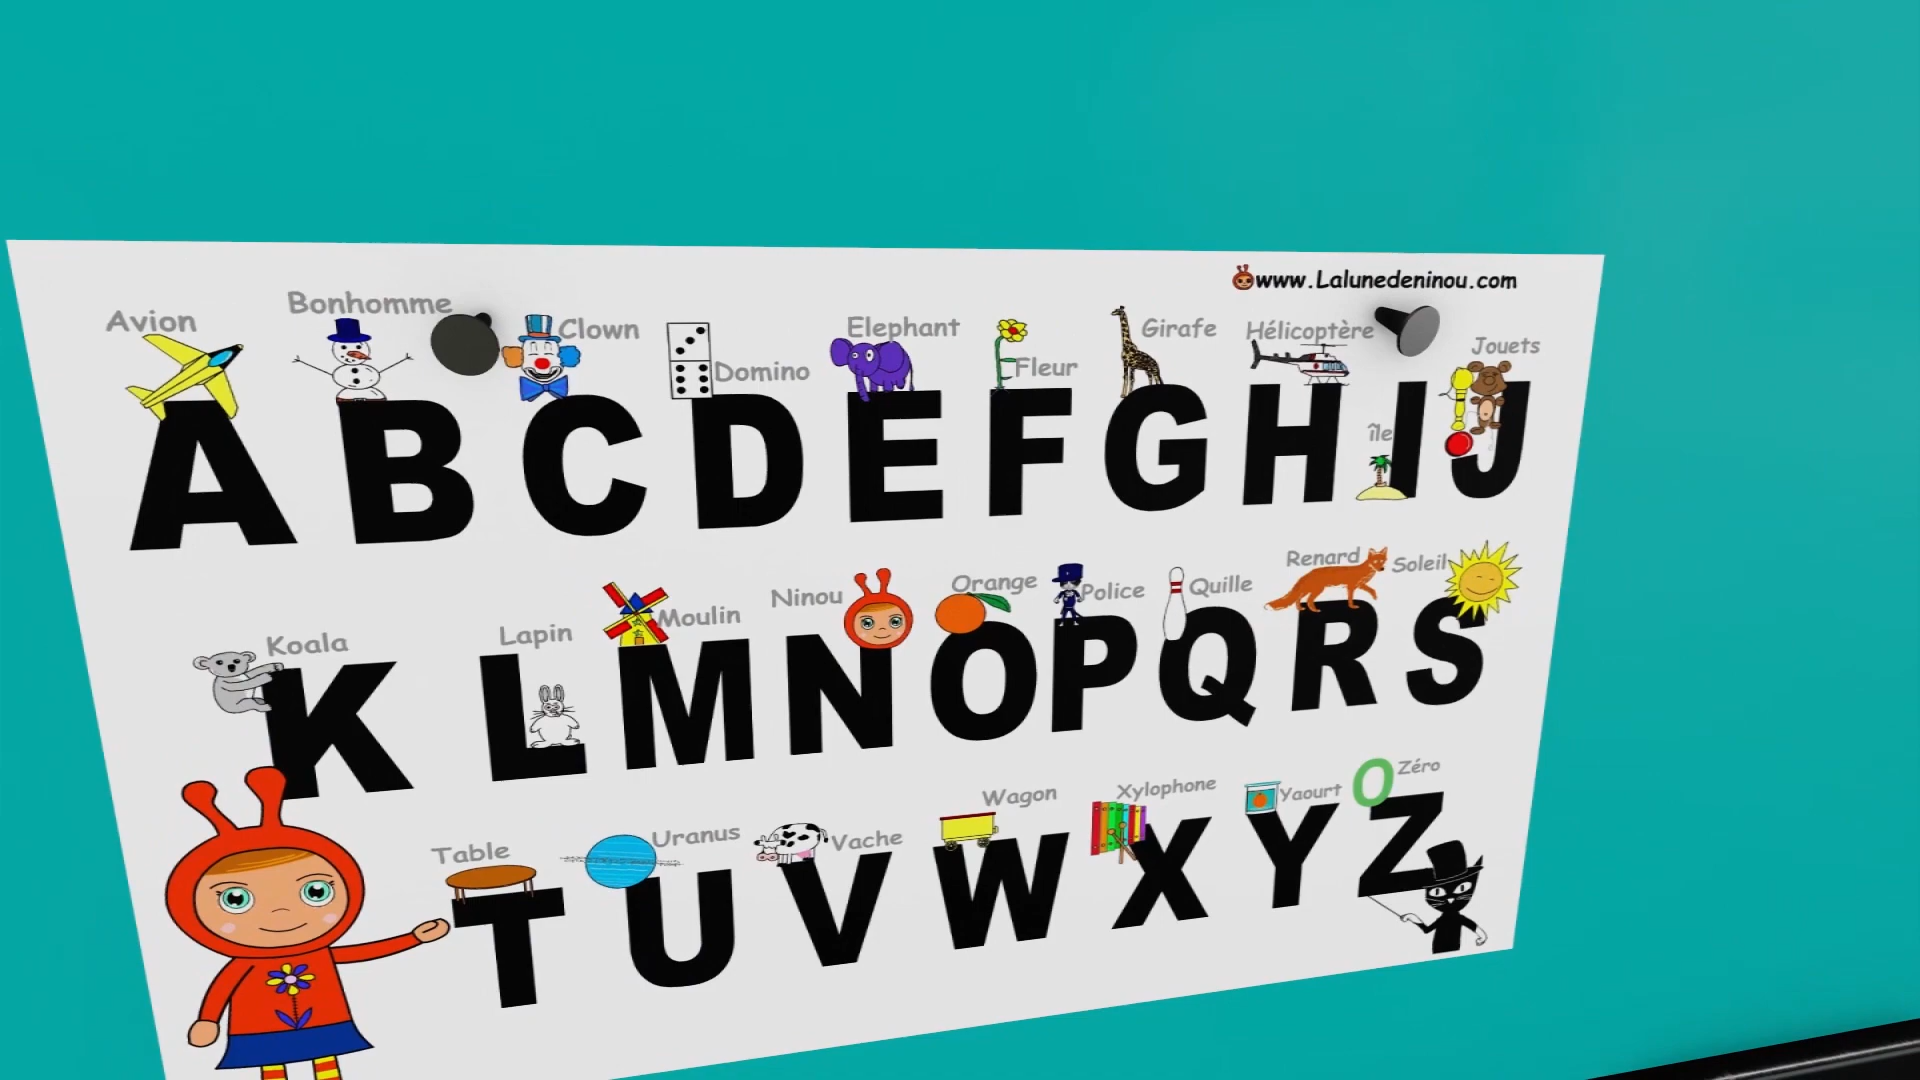 www.Lalunedeninou.com
Avion Bonhomme Clown Domino Elephant Fleur Girafe Hélicoptère île Jouets
A B C D E F G H I J
Koala Lapin Moulin Ninou Orange Police Quille Renard Soleil
K L M N O P Q R S
Table Uranus Vache Wagon Xylophone Yaourt Zéro
O
T U V W X Y Z